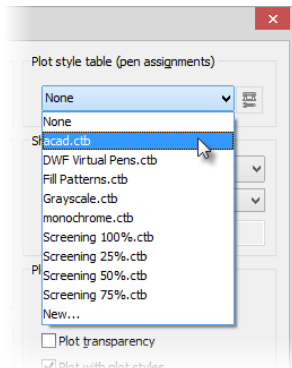 Plot style table (pen assignments)
None
None
Sh
acad.ctb
DWF Virtual Pens.ctb
Fill Patterns.ctb
Grayscale.ctb
monochrome.ctb
Screening 100%.ctb
Screening 25%.ctb
Screening 50%.ctb
Screening 75%.ctb
Pl
New...
Plot transparency
Plot with plot styles